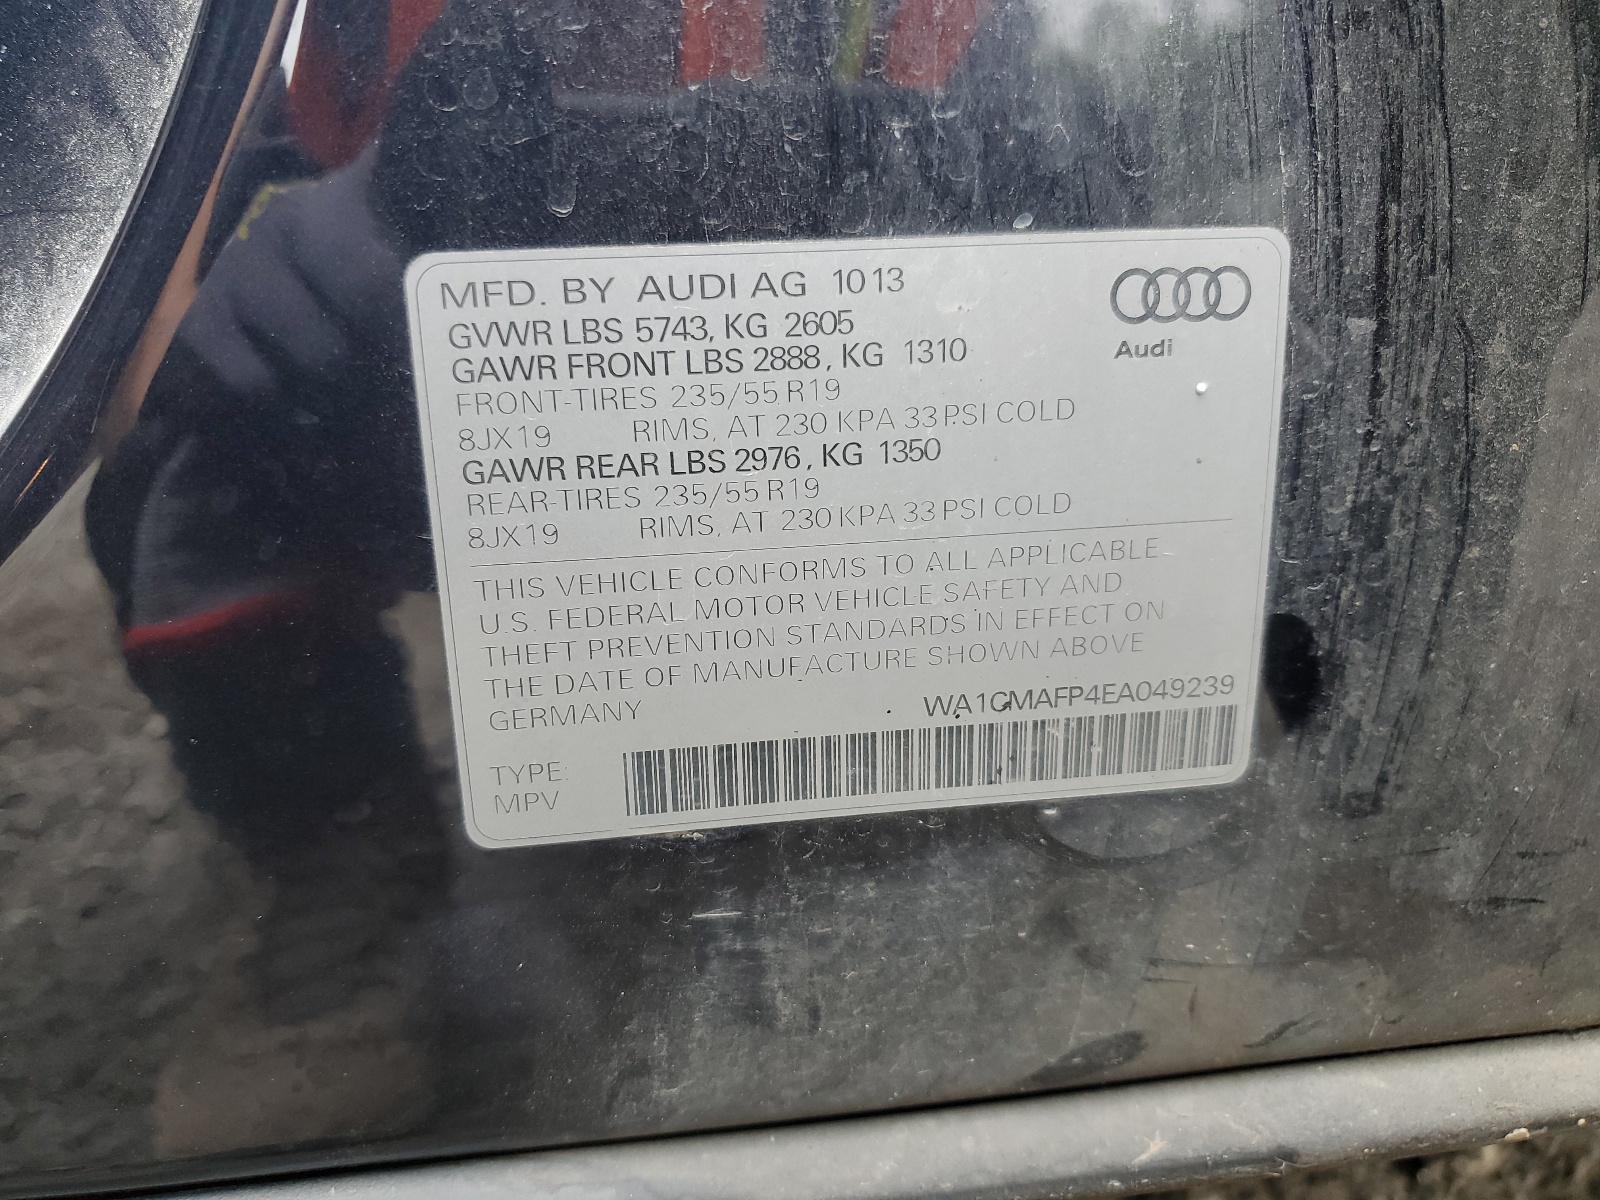 MFD. BY AUDI AG 10 13
GVWR LBS 5743, KG 2605
GAWR FRONT LBS 2888, KG 1310
FRONT-TIRES 235/55 R19
8JX19 RIMS, AT 230 KPA 33 PSI COLD
GAWR REAR LBS 2976, KG 1350
REAR-TIRES 235/55 R19
8JX19 RIMS, AT 230 KPA 33 PSI COLD
Audi
THIS VEHICLE CONFORMS TO ALL APPLICABLE
U.S. FEDERAL MOTOR VEHICLE SAFETY AND
THEFT PREVENTION STANDARDS IN EFFECT ON
THE DATE OF MANUFACTURE SHOWN ABOVE
GERMANY
WA1CMAFP4EA049239
TYPE:
MPV